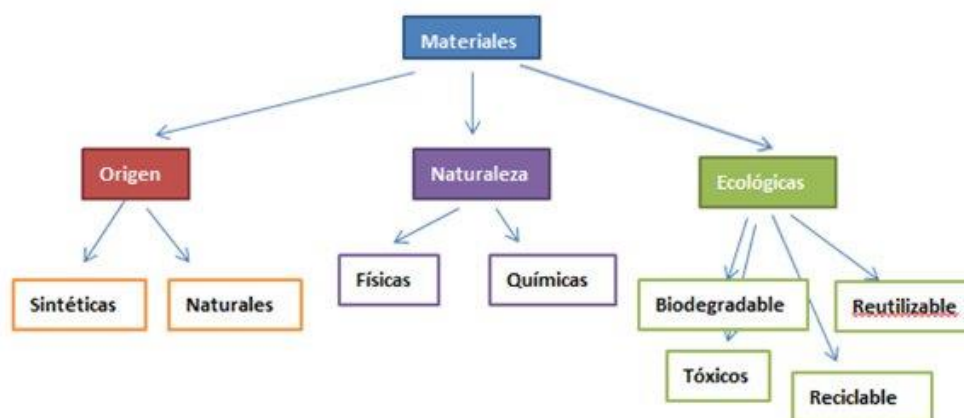 Materiales
Origen
Naturaleza
Ecológicas
Sintéticas
Naturales
Físicas
Químicas
Biodegradable
Reutilizable
Tóxicos
Reciclable